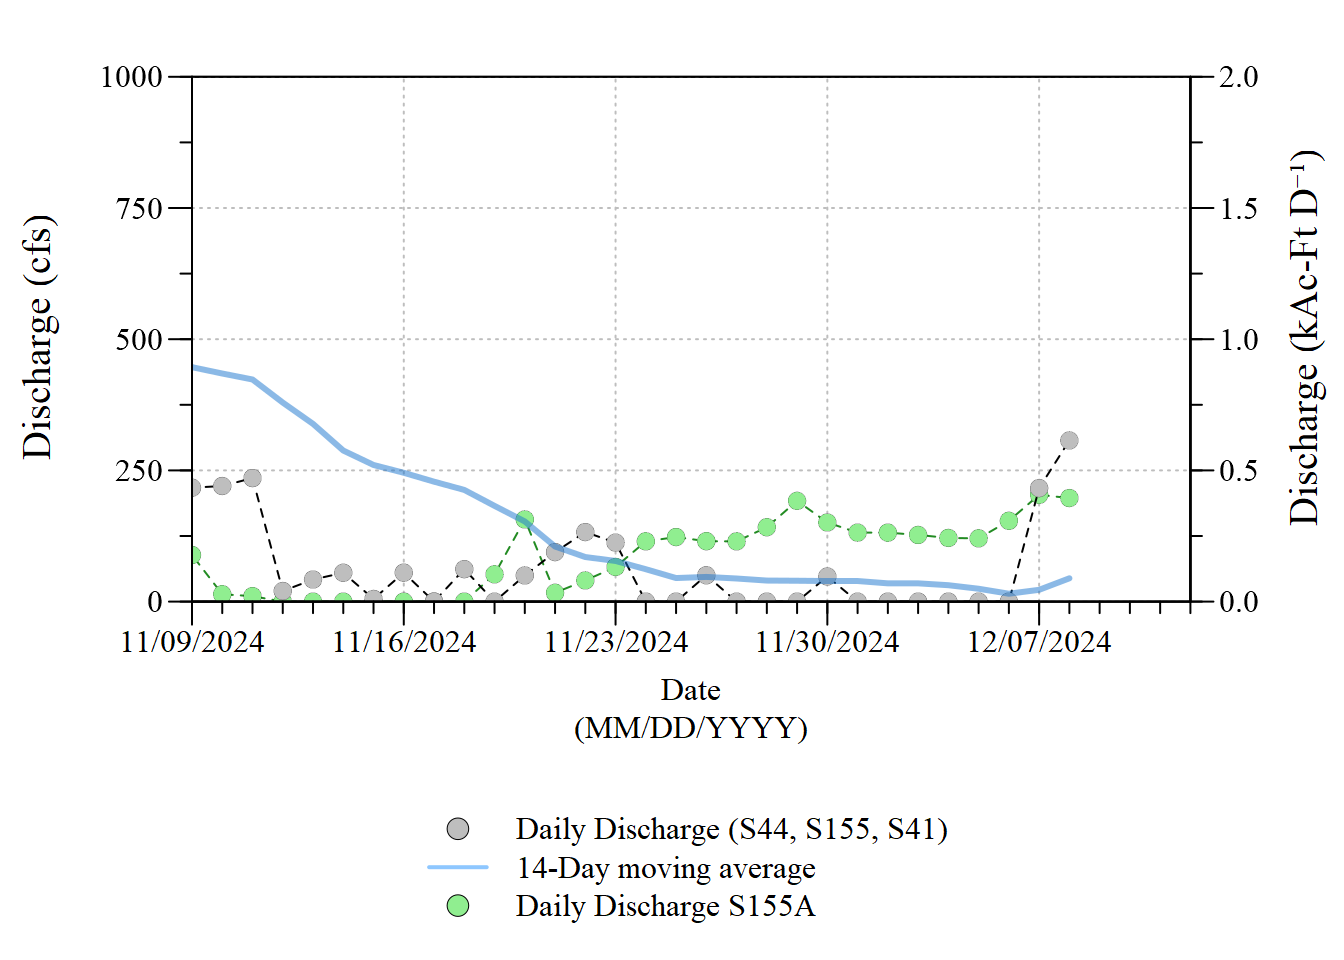 1000
750
500
250
0
Discharge (cfs)
2.0
1.5
1.0
0.5
0.0
Discharge (kAc-Ft D⁻¹)
11/09/2024 11/16/2024 11/23/2024 11/30/2024 12/07/2024
Date
(MM/DD/YYYY)
Daily Discharge (S44, S155, S41)
14-Day moving average
Daily Discharge S155A